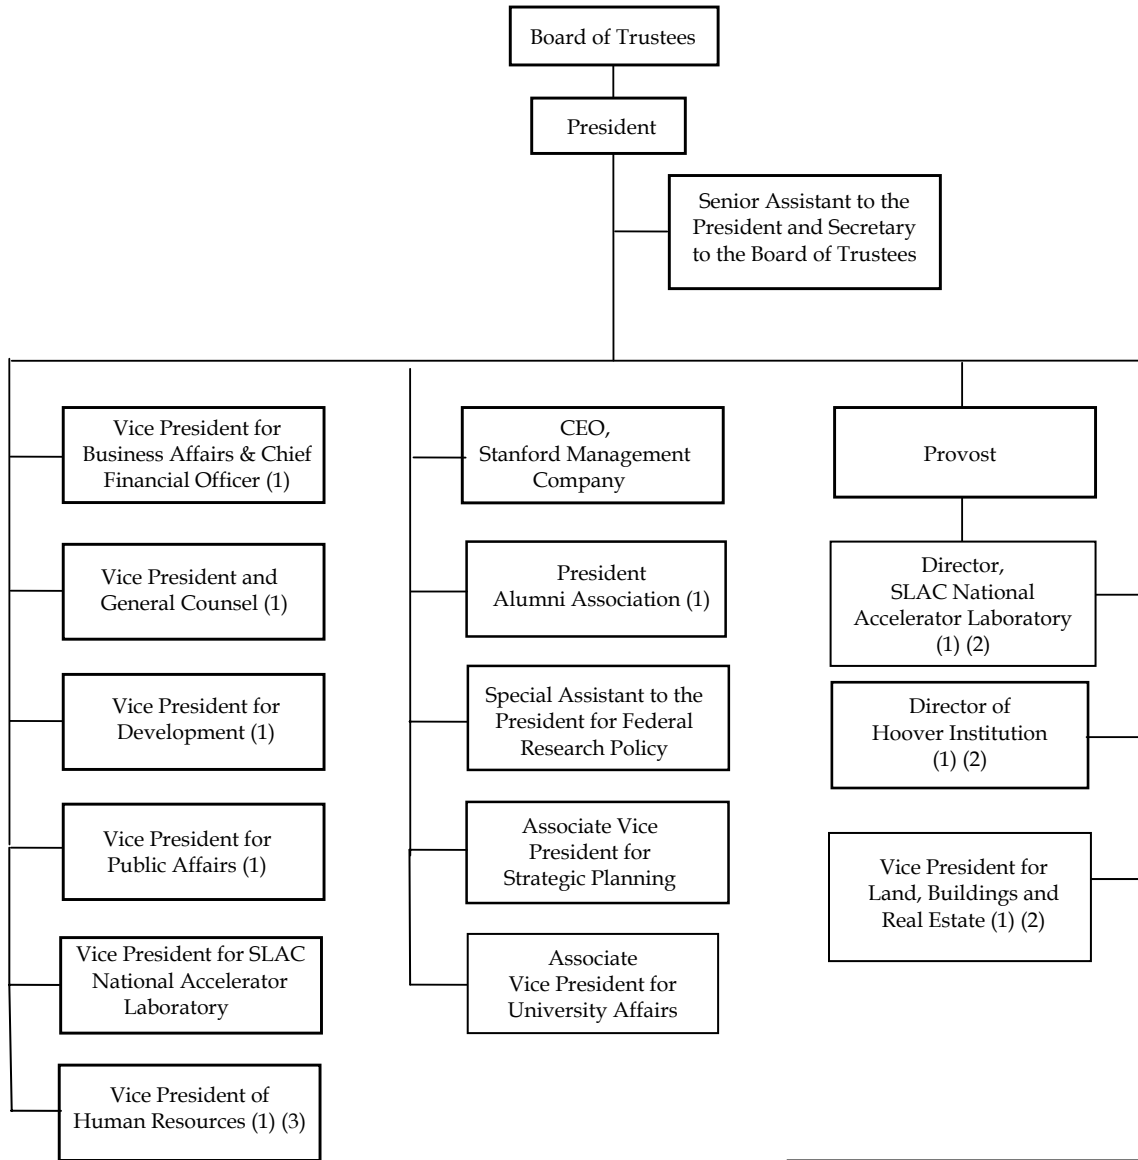 Board of Trustees
President
Senior Assistant to the
President and Secretary
to the Board of Trustees
Vice President for
Business Affairs & Chief
Financial Officer (1)
Vice President and
General Counsel (1)
Vice President for
Development (1)
Vice President for
Public Affairs (1)
Vice President for SLAC
National Accelerator
Laboratory
Vice President of
Human Resources (1) (3)
CEO,
Stanford Management
Company
President
Alumni Association (1)
Special Assistant to the
President for Federal
Research Policy
Associate Vice
President for
Strategic Planning
Associate
Vice President for
University Affairs
Provost
Director,
SLAC National
Accelerator Laboratory
(1) (2)
Director of
Hoover Institution
(1) (2)
Vice President for
Land, Buildings and
Real Estate (1) (2)